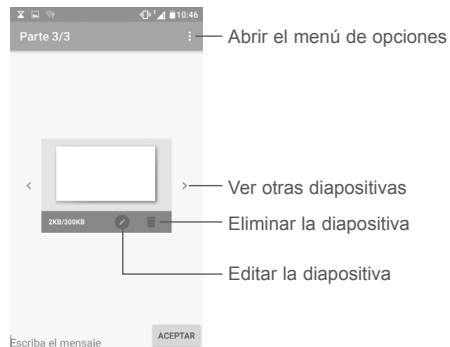 10:46
Parte 3/3
Abrir el menú de opciones
Ver otras diapositivas
2KB/300KB
Eliminar la diapositiva
Editar la diapositiva
ACEPTAR
Escriba el mensaje